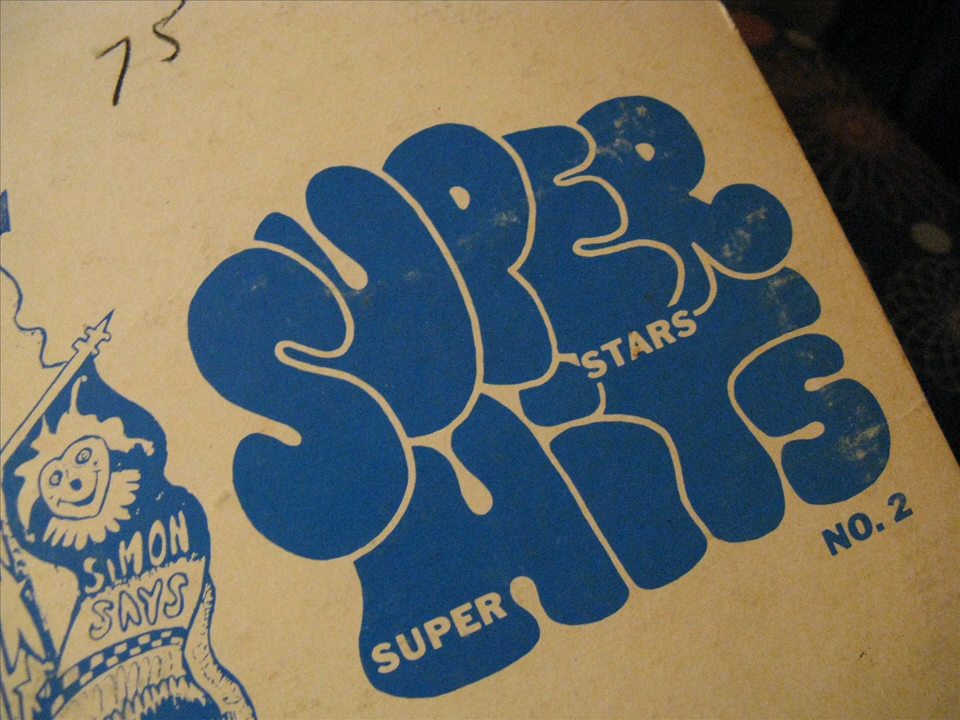 75
SUPER
STARS
SUPER HITS
NO. 2
SIMON
SAYS